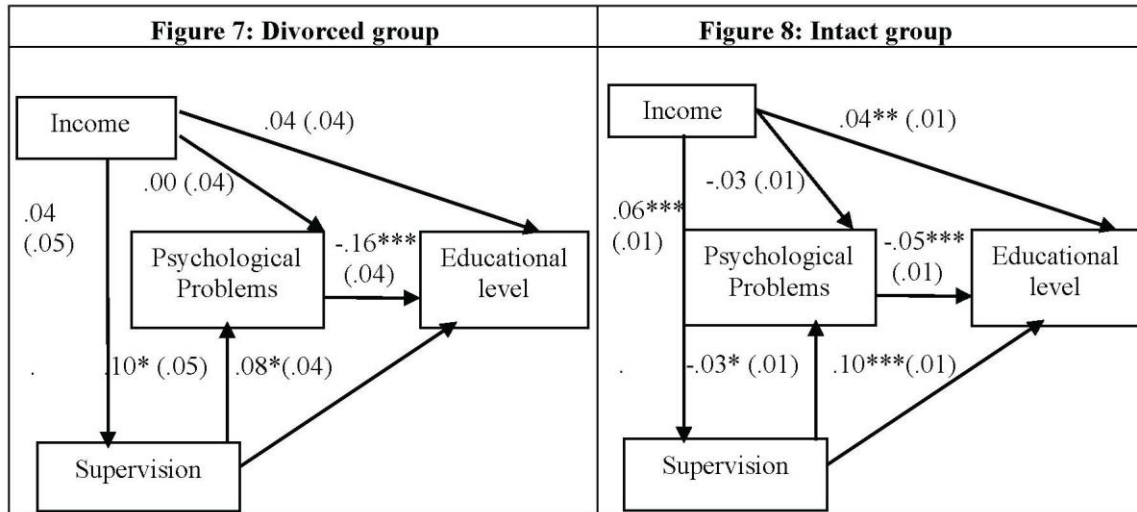 Figure 7: Divorced group
Income
.04 (.04)
.00 (.04)
.04
(.05)
Psychological
Problems
-.16***
(.04)
Educational
level
. .10* (.05) .08*(.04)
Supervision
Figure 8: Intact group
Income
.04** (.01)
-.03 (.01)
.06***
(.01)
Psychological
Problems
-.05***
(.01)
Educational
level
. -.03* (.01) .10***(.01)
Supervision